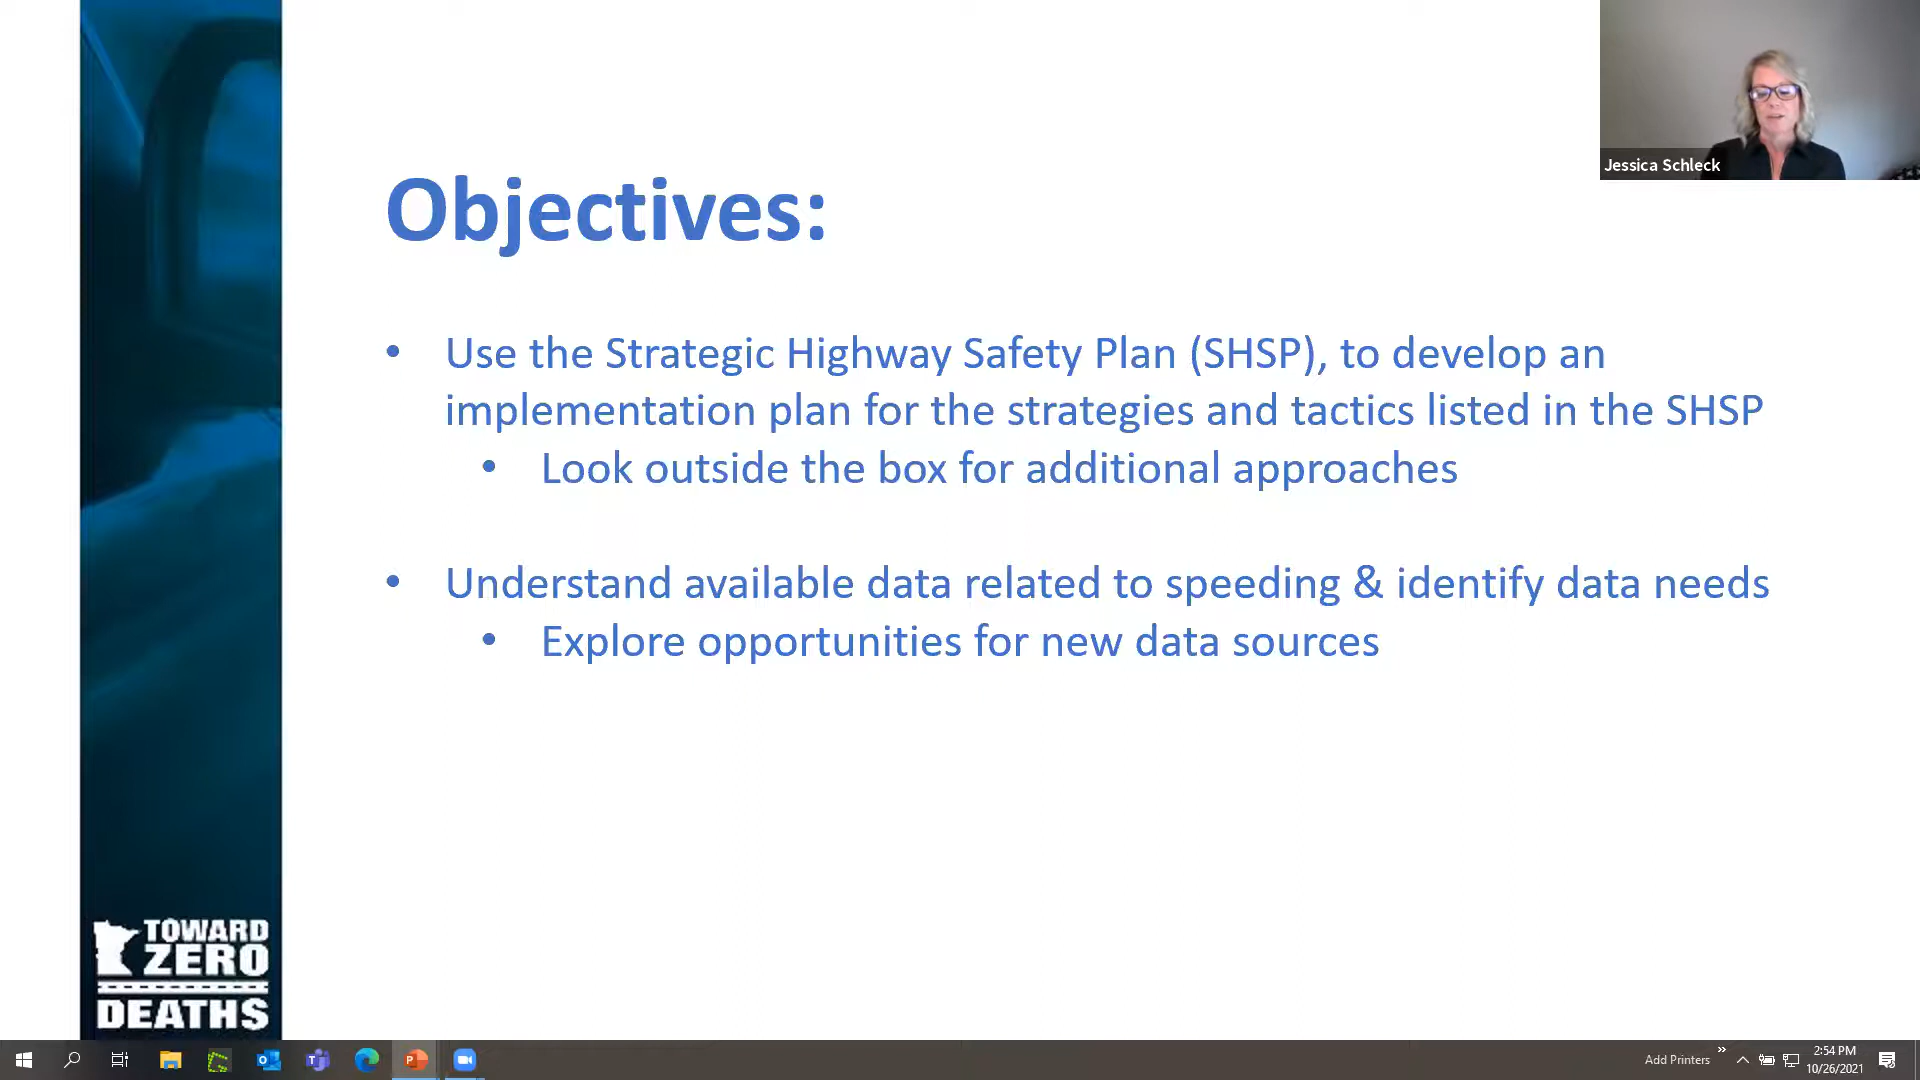 Jessica Schleck
Objectives:
• Use the Strategic Highway Safety Plan (SHSP), to develop an
implementation plan for the strategies and tactics listed in the SHSP
• Look outside the box for additional approaches
• Understand available data related to speeding & identify data needs
• Explore opportunities for new data sources
TOWARD
ZERO
DEATHS
Add Printers
2:54 PM
10/26/2021